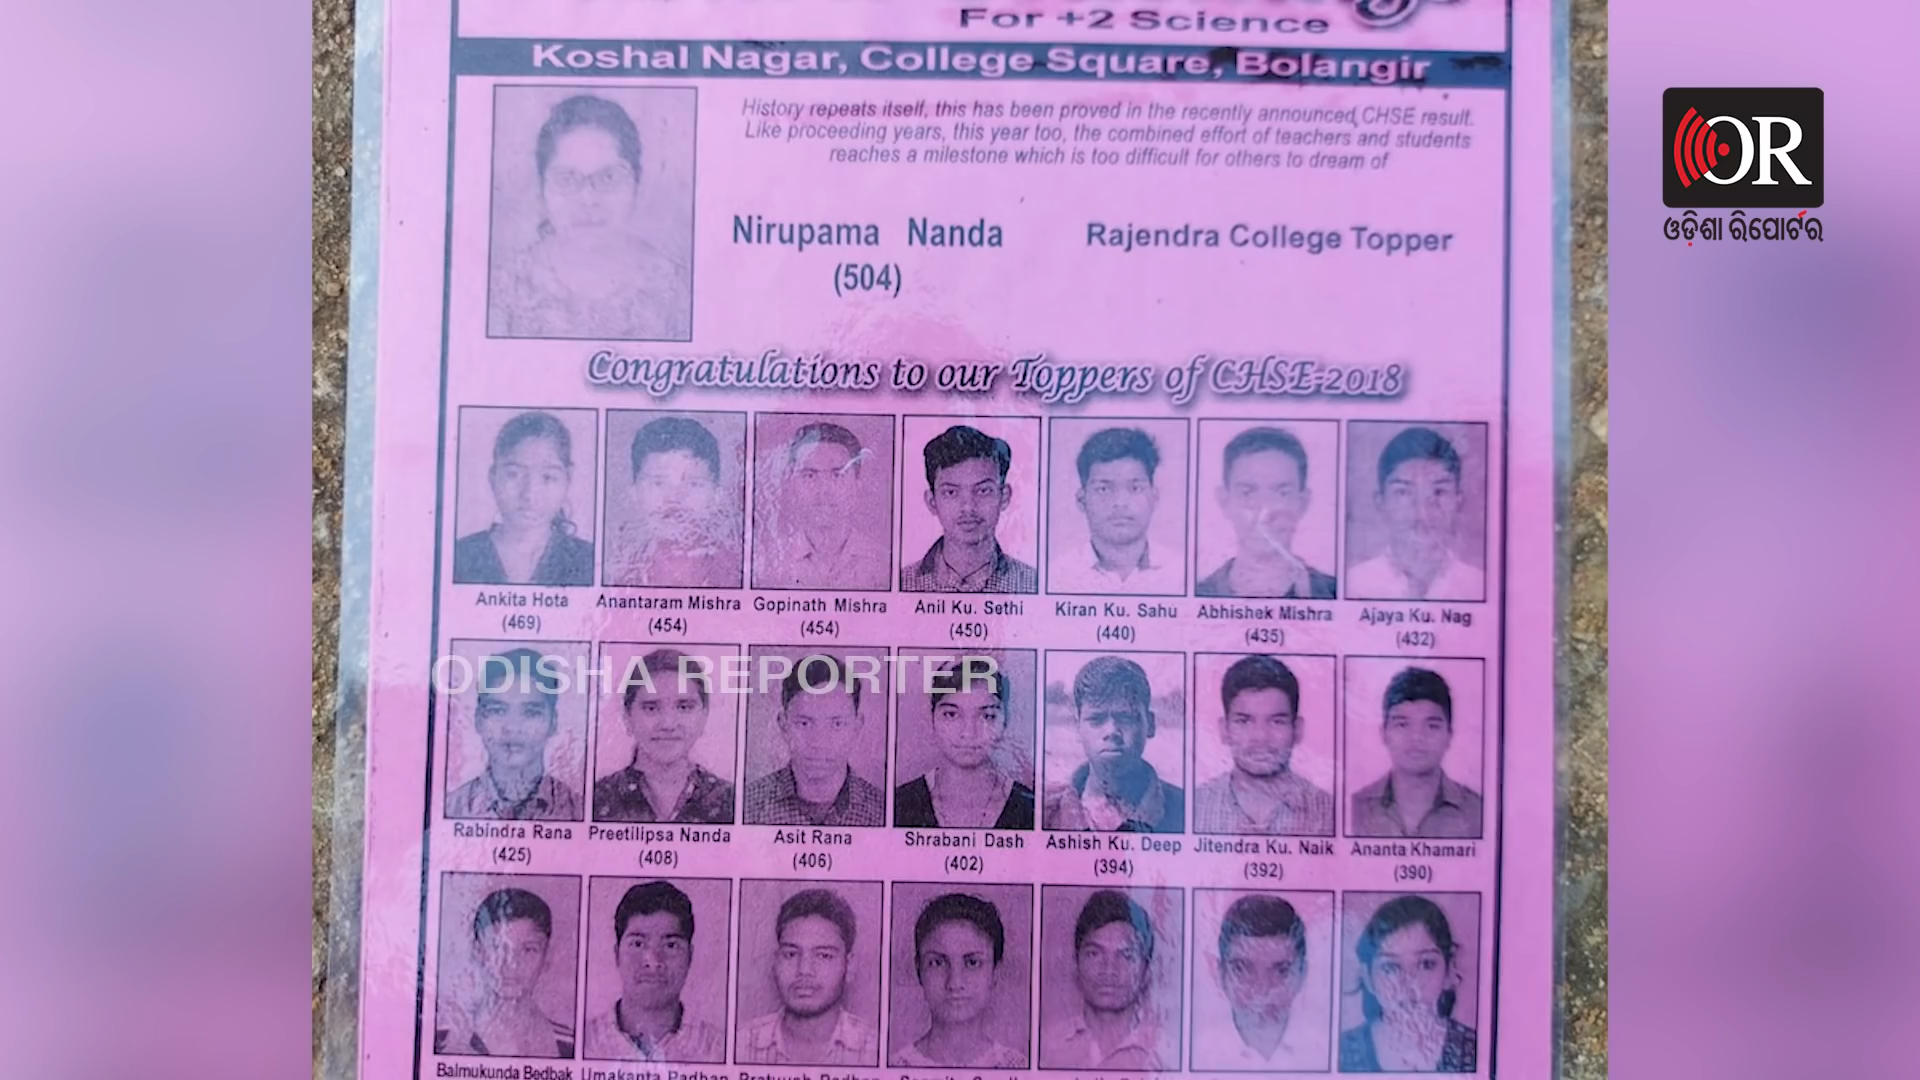 For +2 Science
Koshal Nagar, College Square, Bolangir
History repeats itself, this has been proved in the recently announced CHSE result.
Like proceeding years, this year too, the combined effort of teachers and students
reaches a milestone which is too difficult for others to dream of
OR
ଓଡ଼ିଶା ରିପୋର୍ଟର
Nirupama Nanda
(504)
Rajendra College Topper
Congratulations to our Toppers of CHSE-2018
Ankita Hota Anantaram Mishra Gopinath Mishra Anil Ku. Sethi Kiran Ku. Sahu Abhishek Mishra Ajaya Ku. Nag
(469) (454) (454) (450) (440) (435) (432)
ODISHA REPORTER
Rabindra Rana Preetilipsa Nanda Asit Rana Shrabani Dash Ashish Ku. Deep Jitendra Ku. Naik Ananta Khamari
(425) (408) (406) (402) (394) (392) (390)
Balmukunda Bedbak Umakanta Padhan